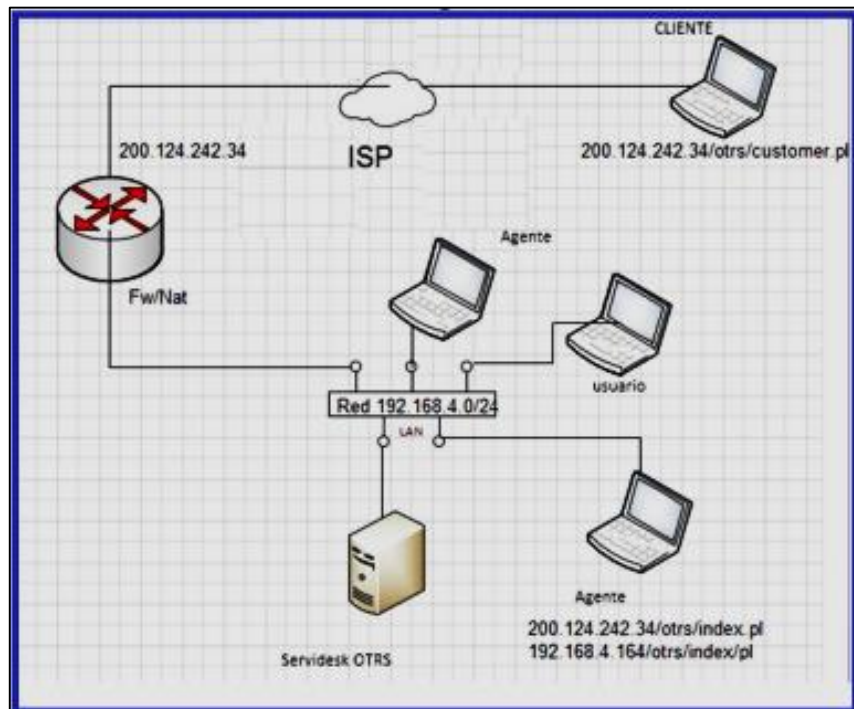 CLIENTE
200.124.242.34
ISP
200.124.242.34/otrs/customer.pl
Agente
Fw/Nat
usuario
Red 192.168.4.0/24
LAN
Agente
200.124.242.34/otrs/index.pl
192.168.4.164/otrs/index/pl
Servidesk OTRS